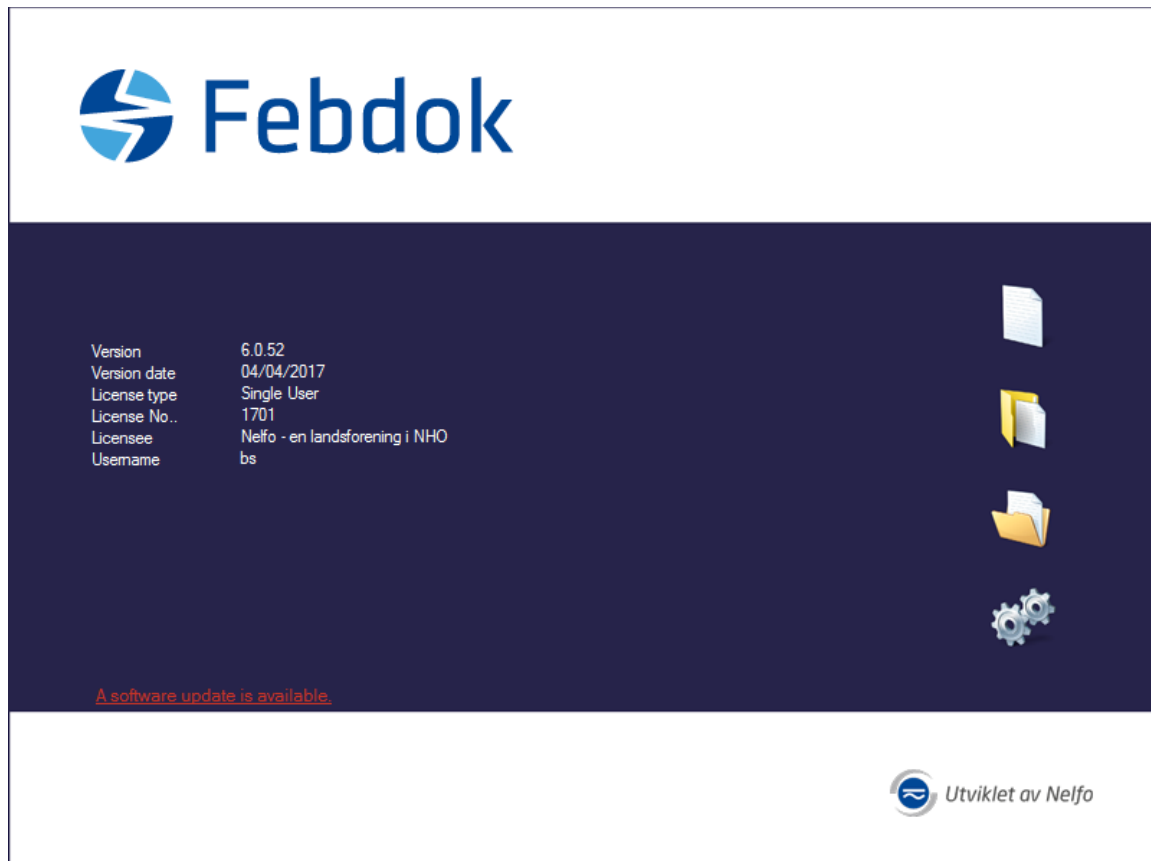 Febdok
Version 6.0.52
Version date 04/04/2017
License type Single User
License No.. 1701
Licensee Nelfo - en landsforening i NHO
Username bs
A software update is available.
Utviklet av Nelfo